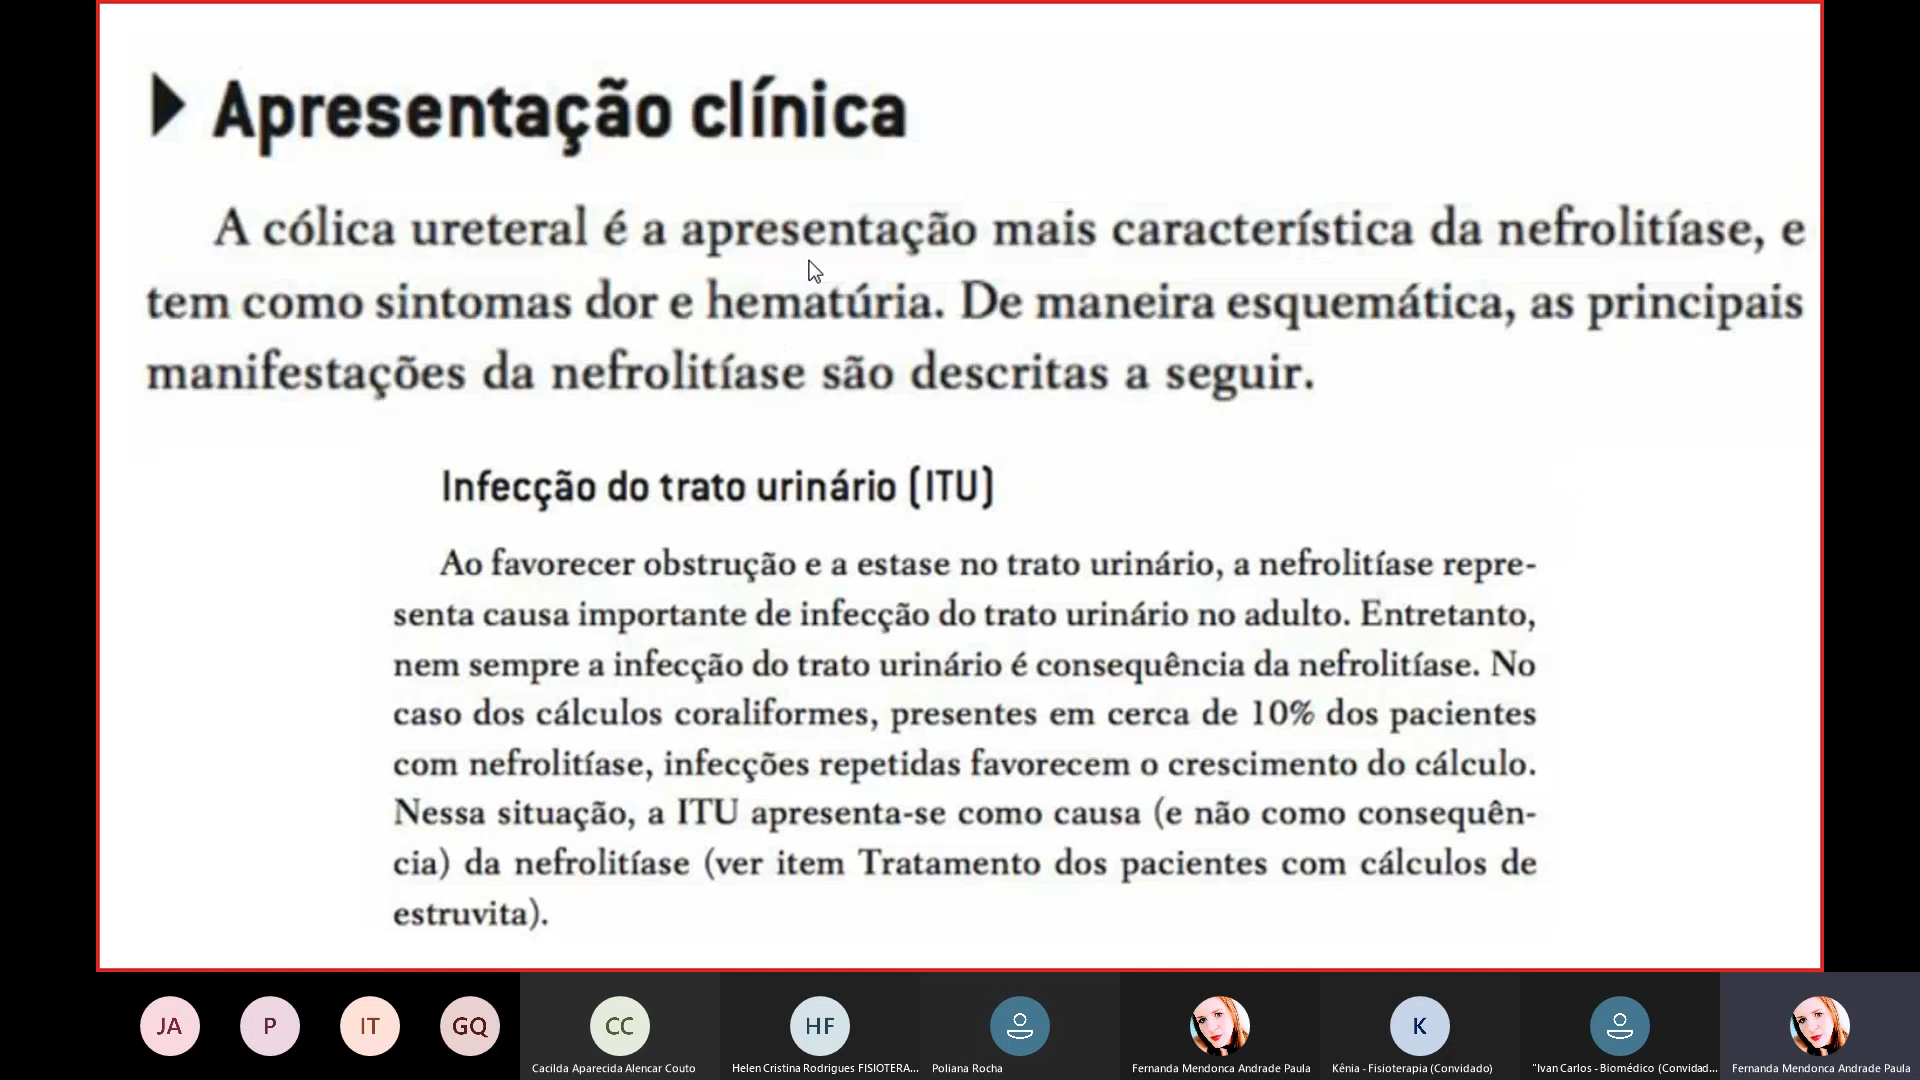 Apresentação clínica
A cólica ureteral é a apresentação mais característica da nefrolitíase, e
tem como sintomas dor e hematúria. De maneira esquemática, as principais
manifestações da nefrolitíase são descritas a seguir.
Infecção do trato urinário (ITU)
Ao favorecer obstrução e a estase no trato urinário, a nefrolitíase repre-
senta causa importante de infecção do trato urinário no adulto. Entretanto,
nem sempre a infecção do trato urinário é consequência da nefrolitíase. No
caso dos cálculos coraliformes, presentes em cerca de 10% dos pacientes
com nefrolitíase, infecções repetidas favorecem o crescimento do cálculo.
Nessa situação, a ITU apresenta-se como causa (e não como consequên-
cia) da nefrolitíase (ver item Tratamento dos pacientes com cálculos de
estruvita).
JA
P
IT
GQ
CC
HF
K
Cacilda Aparecida Alencar Couto
Helen Cristina Rodrigues FISIOTERA...
Poliana Rocha
Fernanda Mendonca Andrade Paula
Kênia - Fisioterapia (Convidado)
"Ivan Carlos - Biomédico (Convidad...
Fernanda Mendonca Andrade Paula